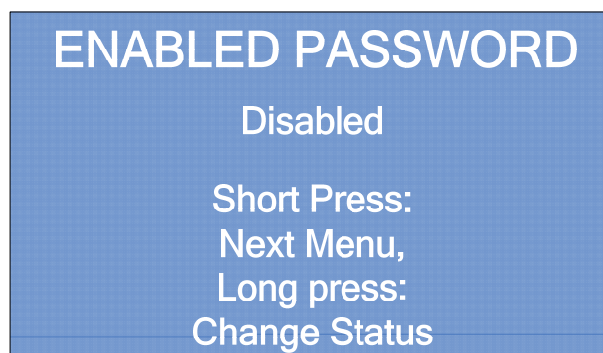 ENABLED PASSWORD
Disabled
Short Press:
Next Menu,
Long press:
Change Status